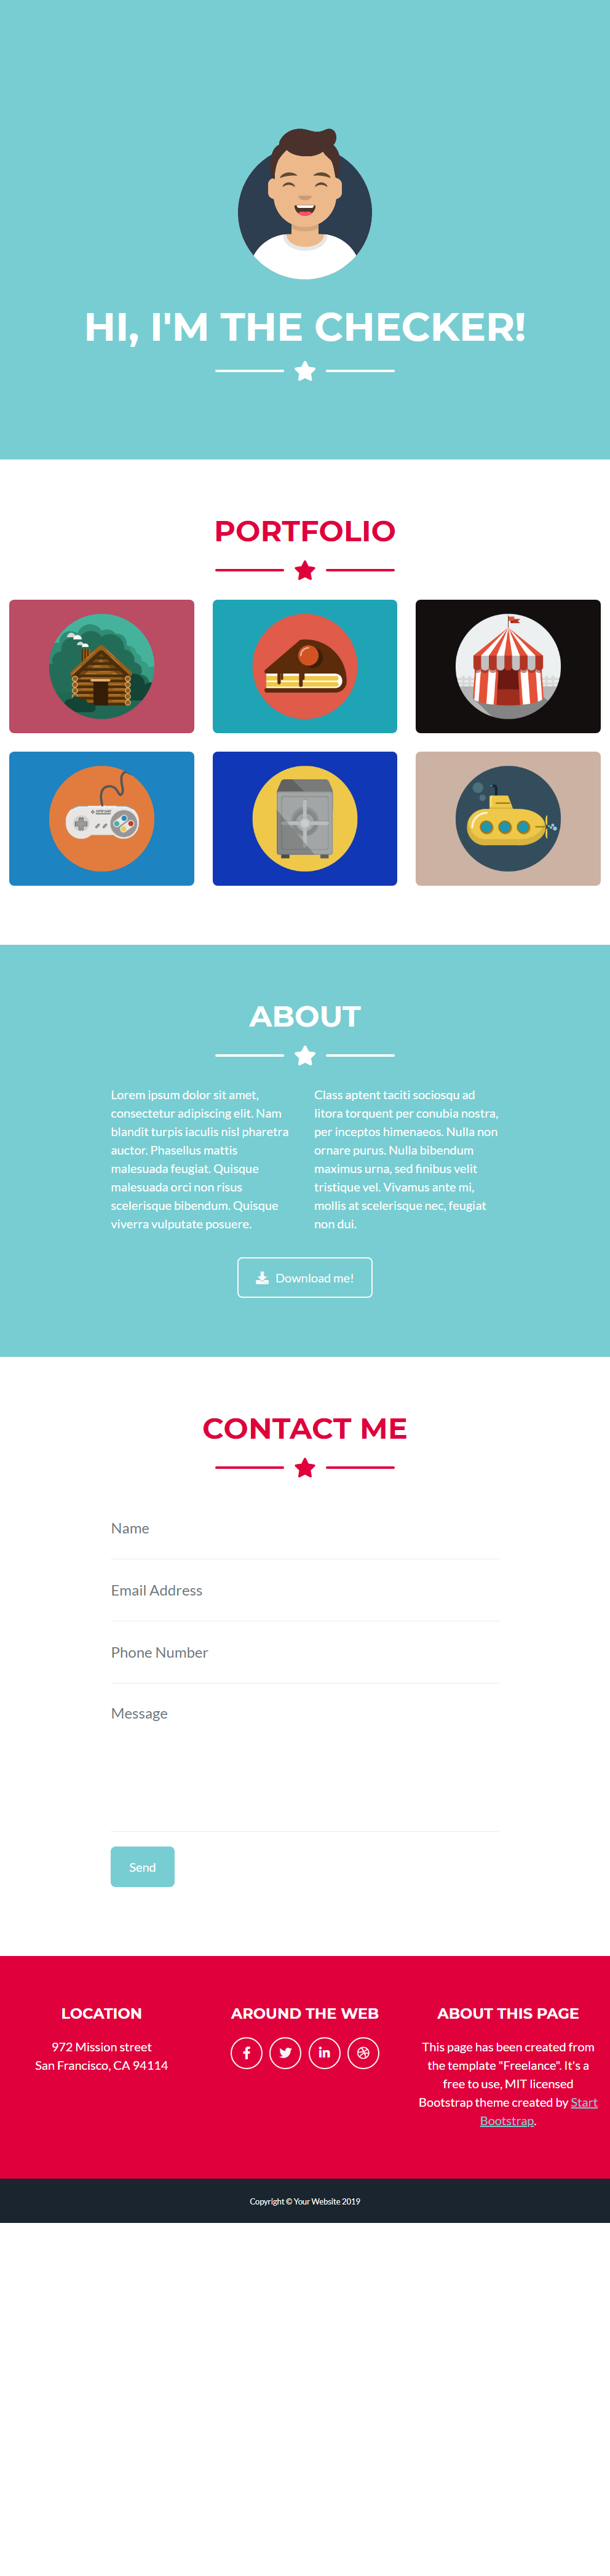 HI, I'M THE CHECKER!
PORTFOLIO
ABOUT
Lorem ipsum dolor sit amet,
consectetur adipiscing elit. Nam
blandit turpis iaculis nisl pharetra
auctor. Phasellus mattis
malesuada feugiat. Quisque
malesuada orci non risus
scelerisque bibendum. Quisque
viverra vulputate posuere.
Class aptent taciti sociosqu ad
litora torquent per conubia nostra,
per inceptos himenaeos. Nulla non
ornare purus. Nulla bibendum
maximus urna, sed finibus velit
tristique vel. Vivamus ante mi,
mollis at scelerisque nec, feugiat
non dui.
Download me!
CONTACT ME
Name
Email Address
Phone Number
Message
Send
LOCATION
972 Mission street
San Francisco, CA 94114
AROUND THE WEB
ABOUT THIS PAGE
This page has been created from
the template "Freelance". It's a
free to use, MIT licensed
Bootstrap theme created by Start
Bootstrap.
Copyright © Your Website 2019